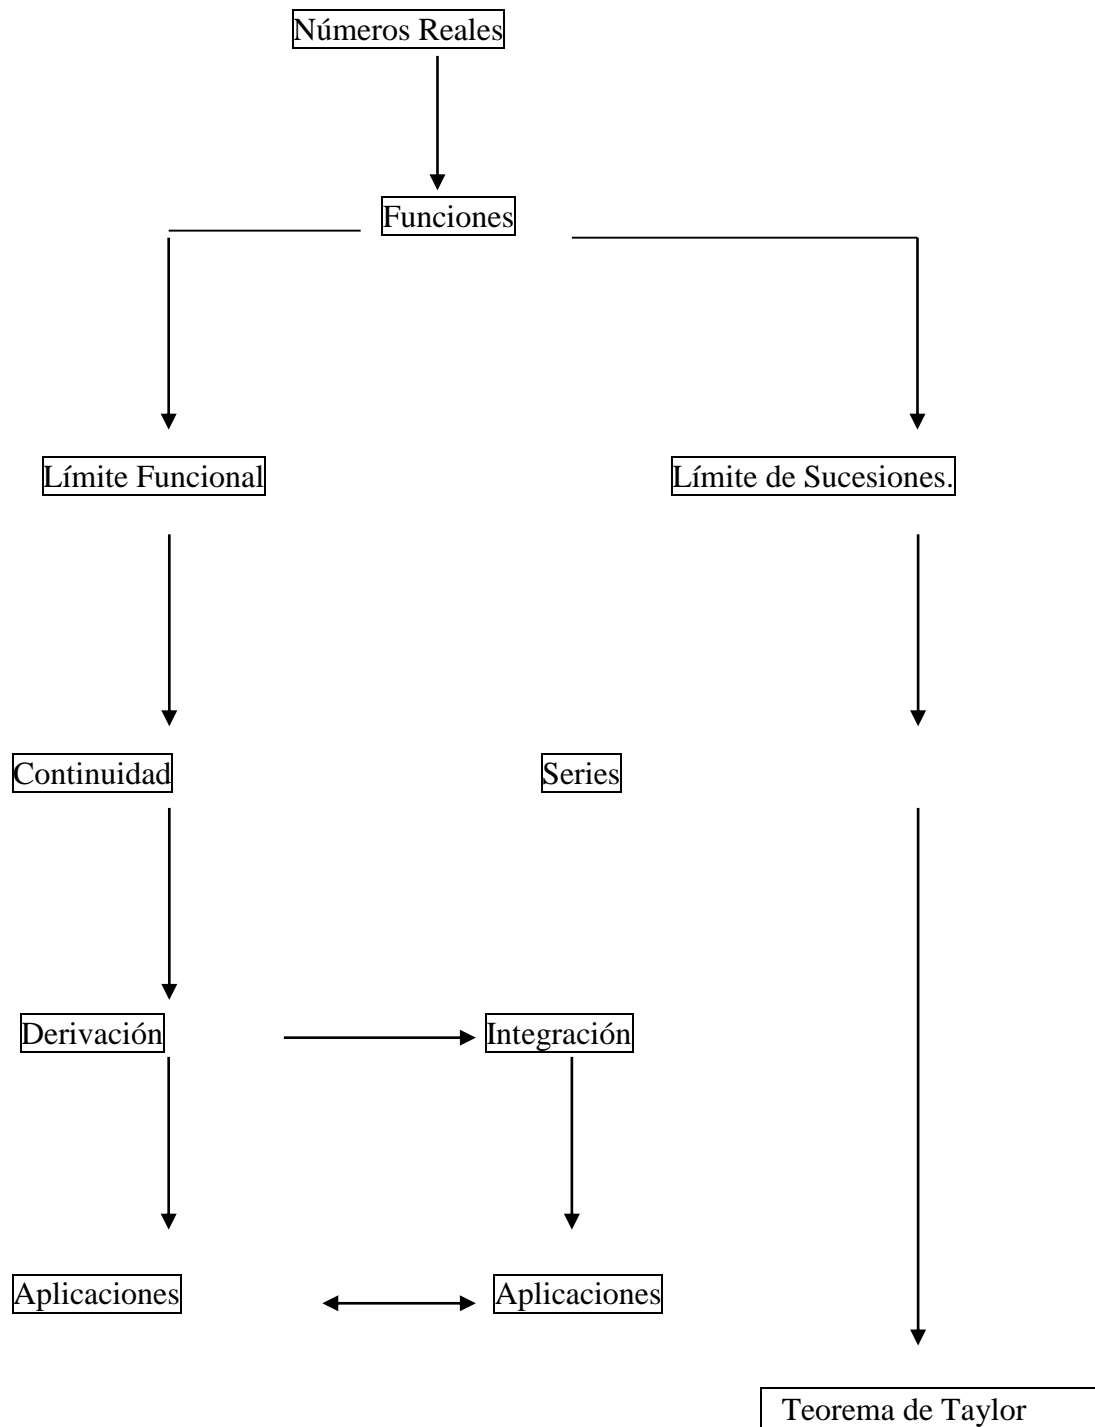 Números Reales
Funciones
Límite Funcional
Límite de Sucesiones.
Continuidad
Series
Derivación
Integración
Aplicaciones
Aplicaciones
Teorema de Taylor